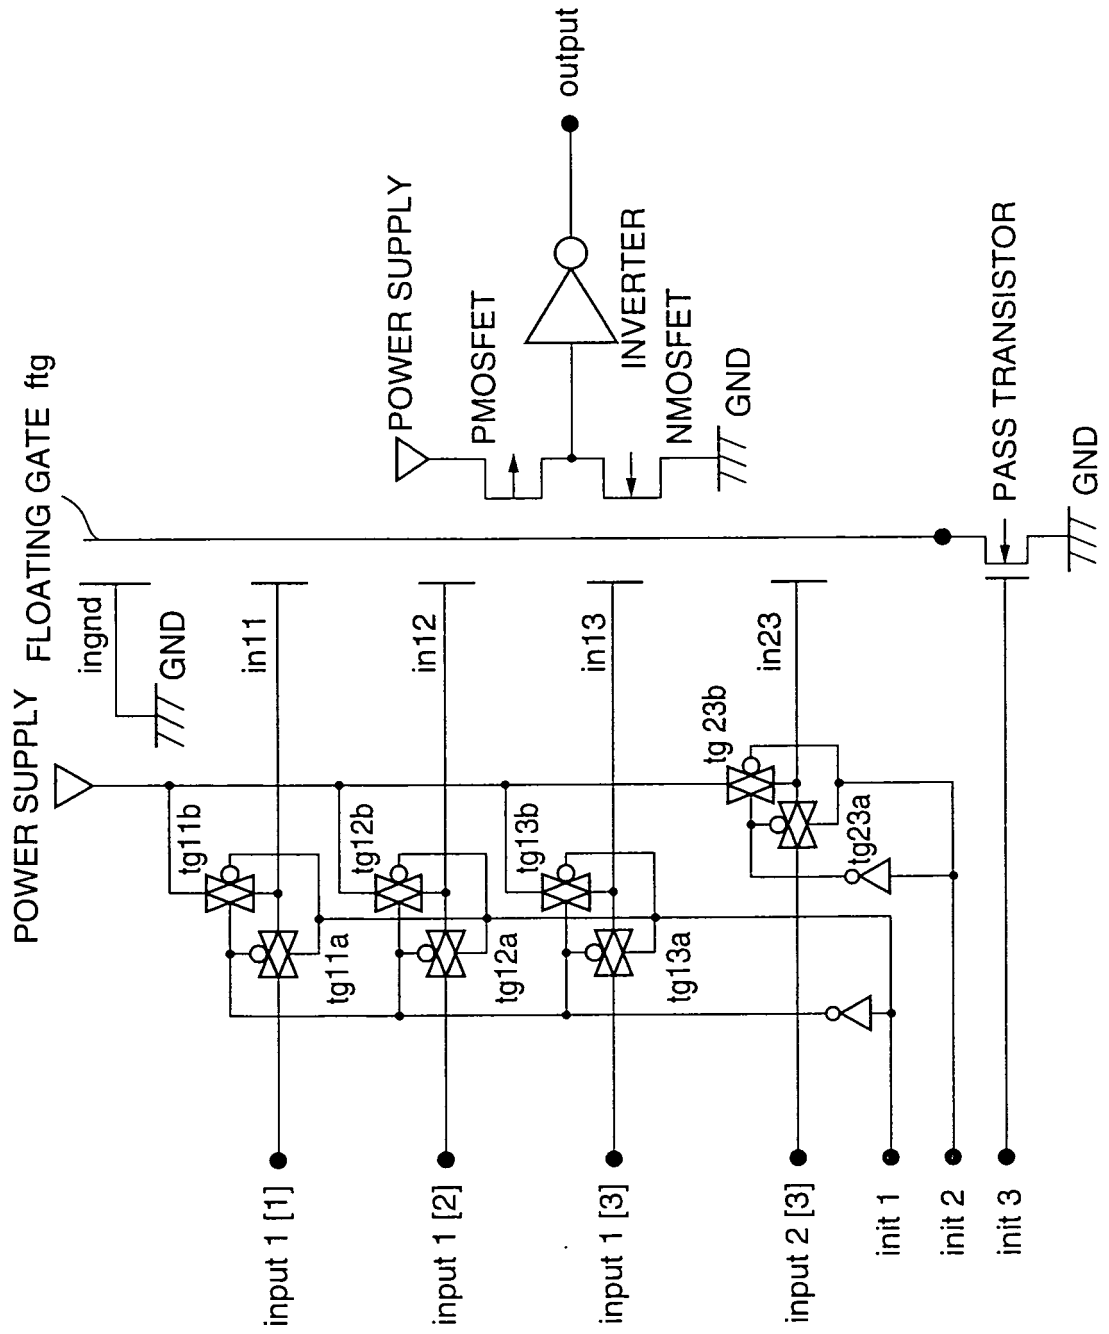 POWER SUPPLY
FLOATING GATE ftg
ingnd
GND
tg11b
in11
tg11a
input 1 [1]
tg12b
in12
tg12a
input 1 [2]
tg13b
in13
tg13a
input 1 [3]
tg 23b
in23
tg23a
input 2 [3]
init 1
init 2
init 3
POWER SUPPLY
PMOSFET
INVERTER
output
NMOSFET
GND
PASS TRANSISTOR
GND